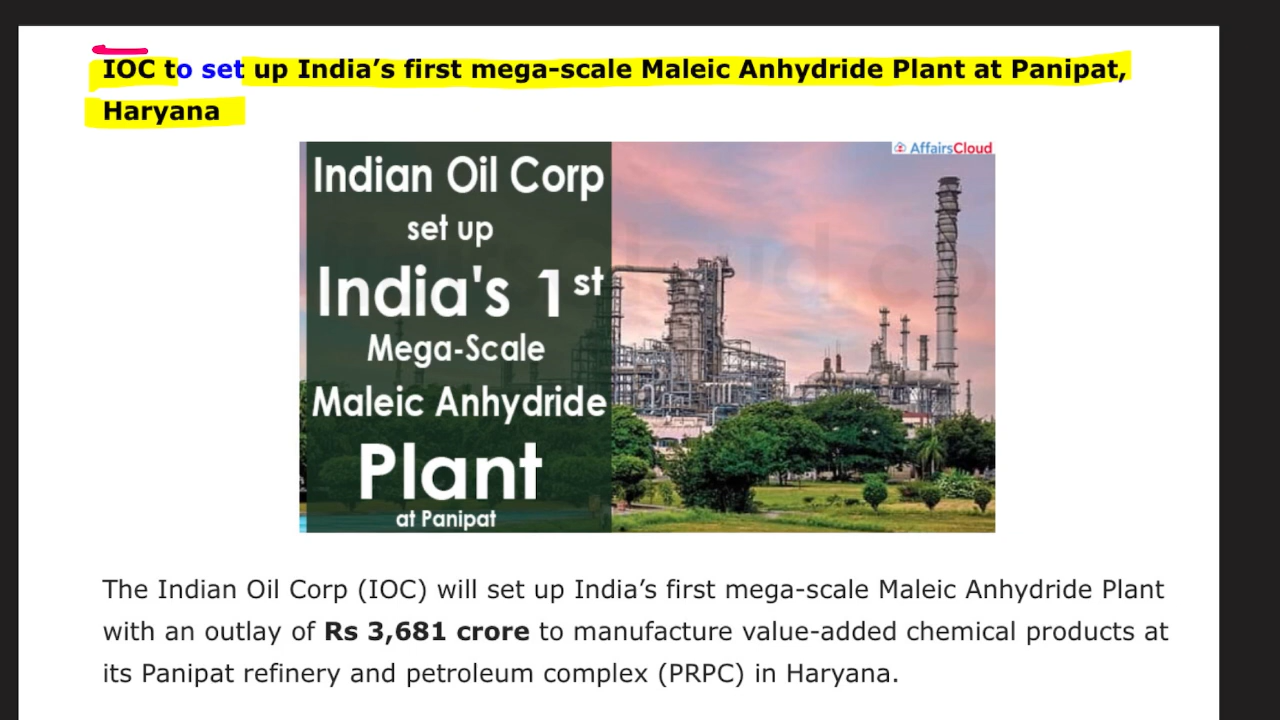 IOC to set up India’s first mega-scale Maleic Anhydride Plant at Panipat,
Haryana
AffairsCloud
Indian Oil Corp
set up
India's 1st
Mega-Scale
Maleic Anhydride
Plant
at Panipat
The Indian Oil Corp (IOC) will set up India’s first mega-scale Maleic Anhydride Plant
with an outlay of Rs 3,681 crore to manufacture value-added chemical products at
its Panipat refinery and petroleum complex (PRPC) in Haryana.